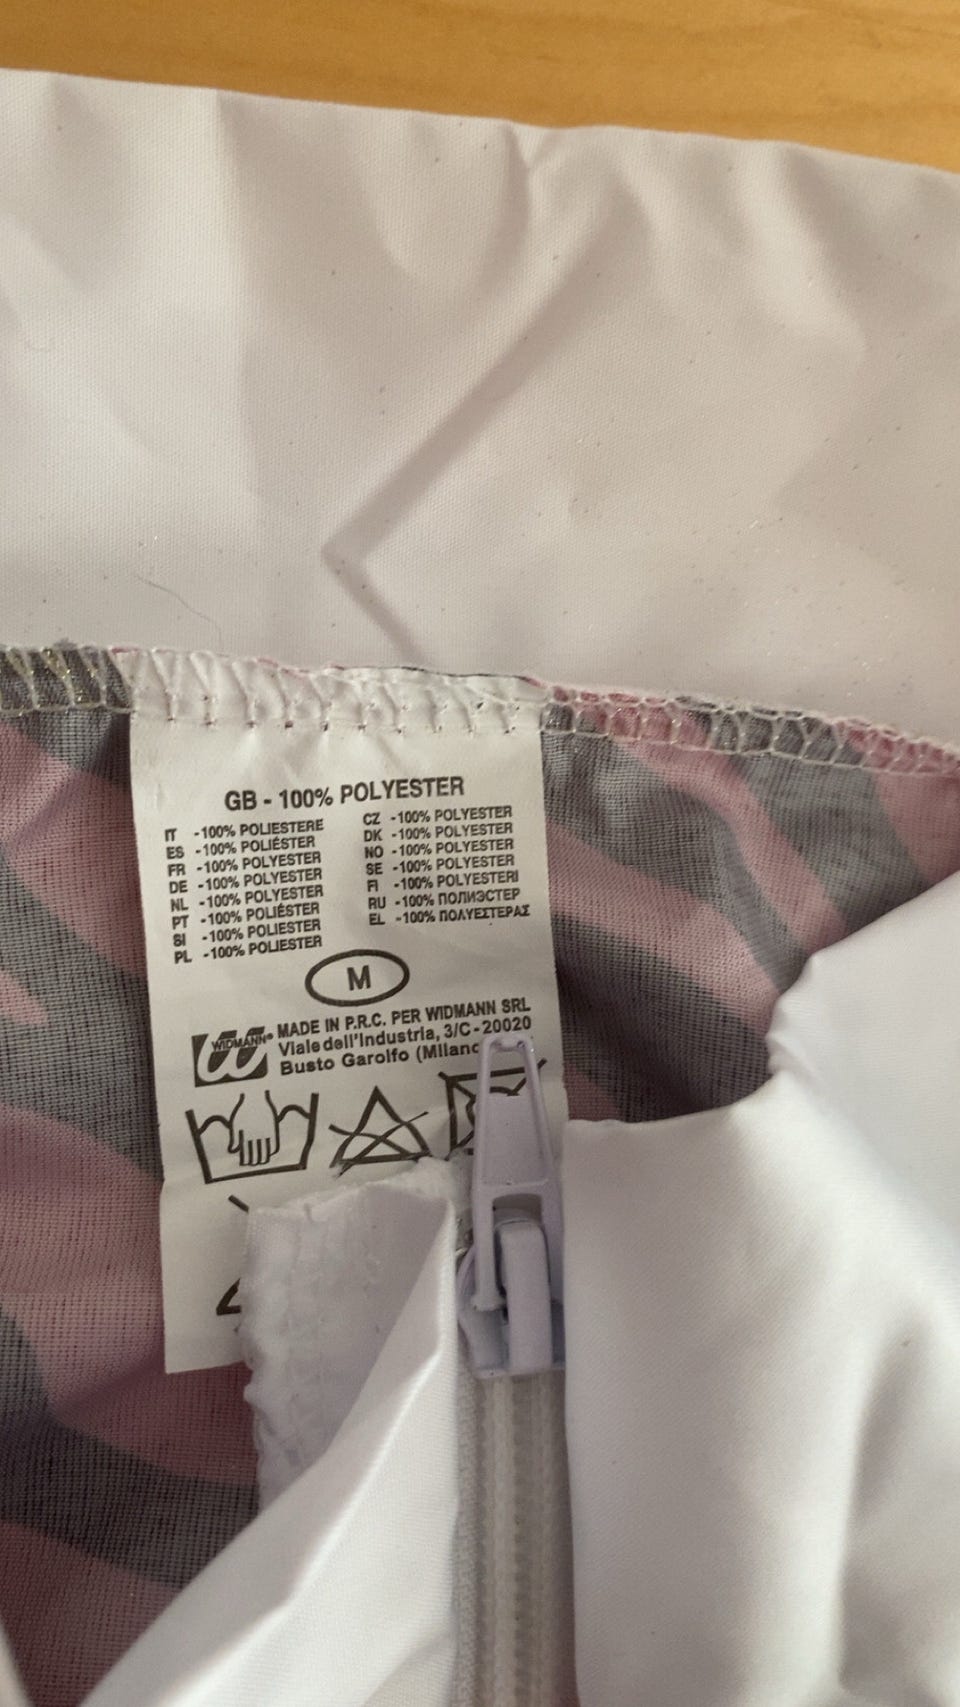 GB - 100% POLYESTER
IT -100% POLIESTERE
ES -100% POLIÉSTER
FR -100% POLYESTER
DE -100% POLYESTER
NL -100% POLYESTER
PT -100% POLIÉSTER
SI -100% POLIESTER
PL -100% POLIESTER
CZ -100% POLYESTER
DK -100% POLYESTER
NO -100% POLYESTER
SE -100% POLYESTER
FI -100% POLYESTERI
RU -100% ПОЛИЭСТЕР
EL -100% ΠΟΛΥΕΣΤΕΡΑΣ
M
WIDMANN®
MADE IN P.R.C. PER WIDMANN SRL
Viale dell'Industria, 3/C - 20020
Busto Garolfo (Milano